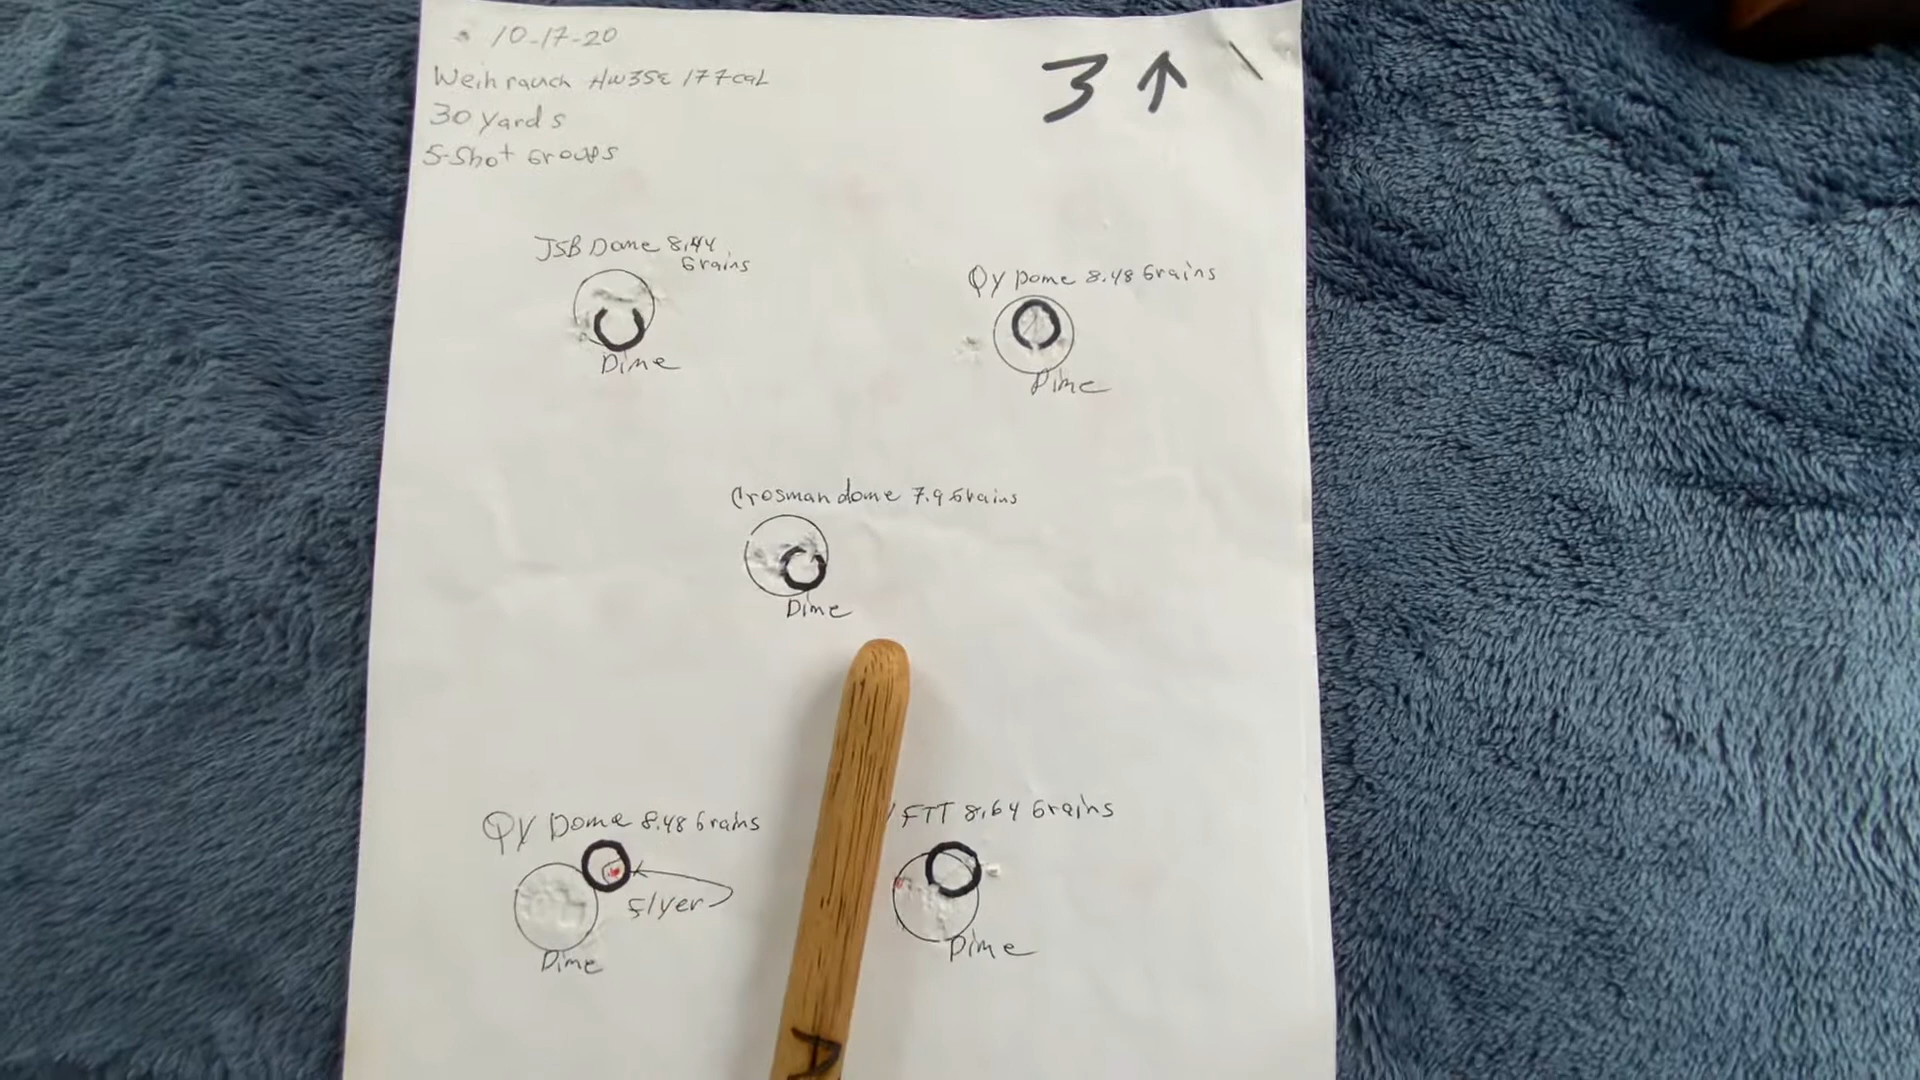 10-17-20
Weihrauch HW35E 177cal
30 yards
5-Shot Groups
3 ↑
JSB Dome 8.44
Grains
Dime
QY Dome 8.48 Grains
Dime
Crosman dome 7.9 Grains
Dime
QY Dome 8.48 Grains
Flyer
Dime
FTT 8.64 Grains
Dime